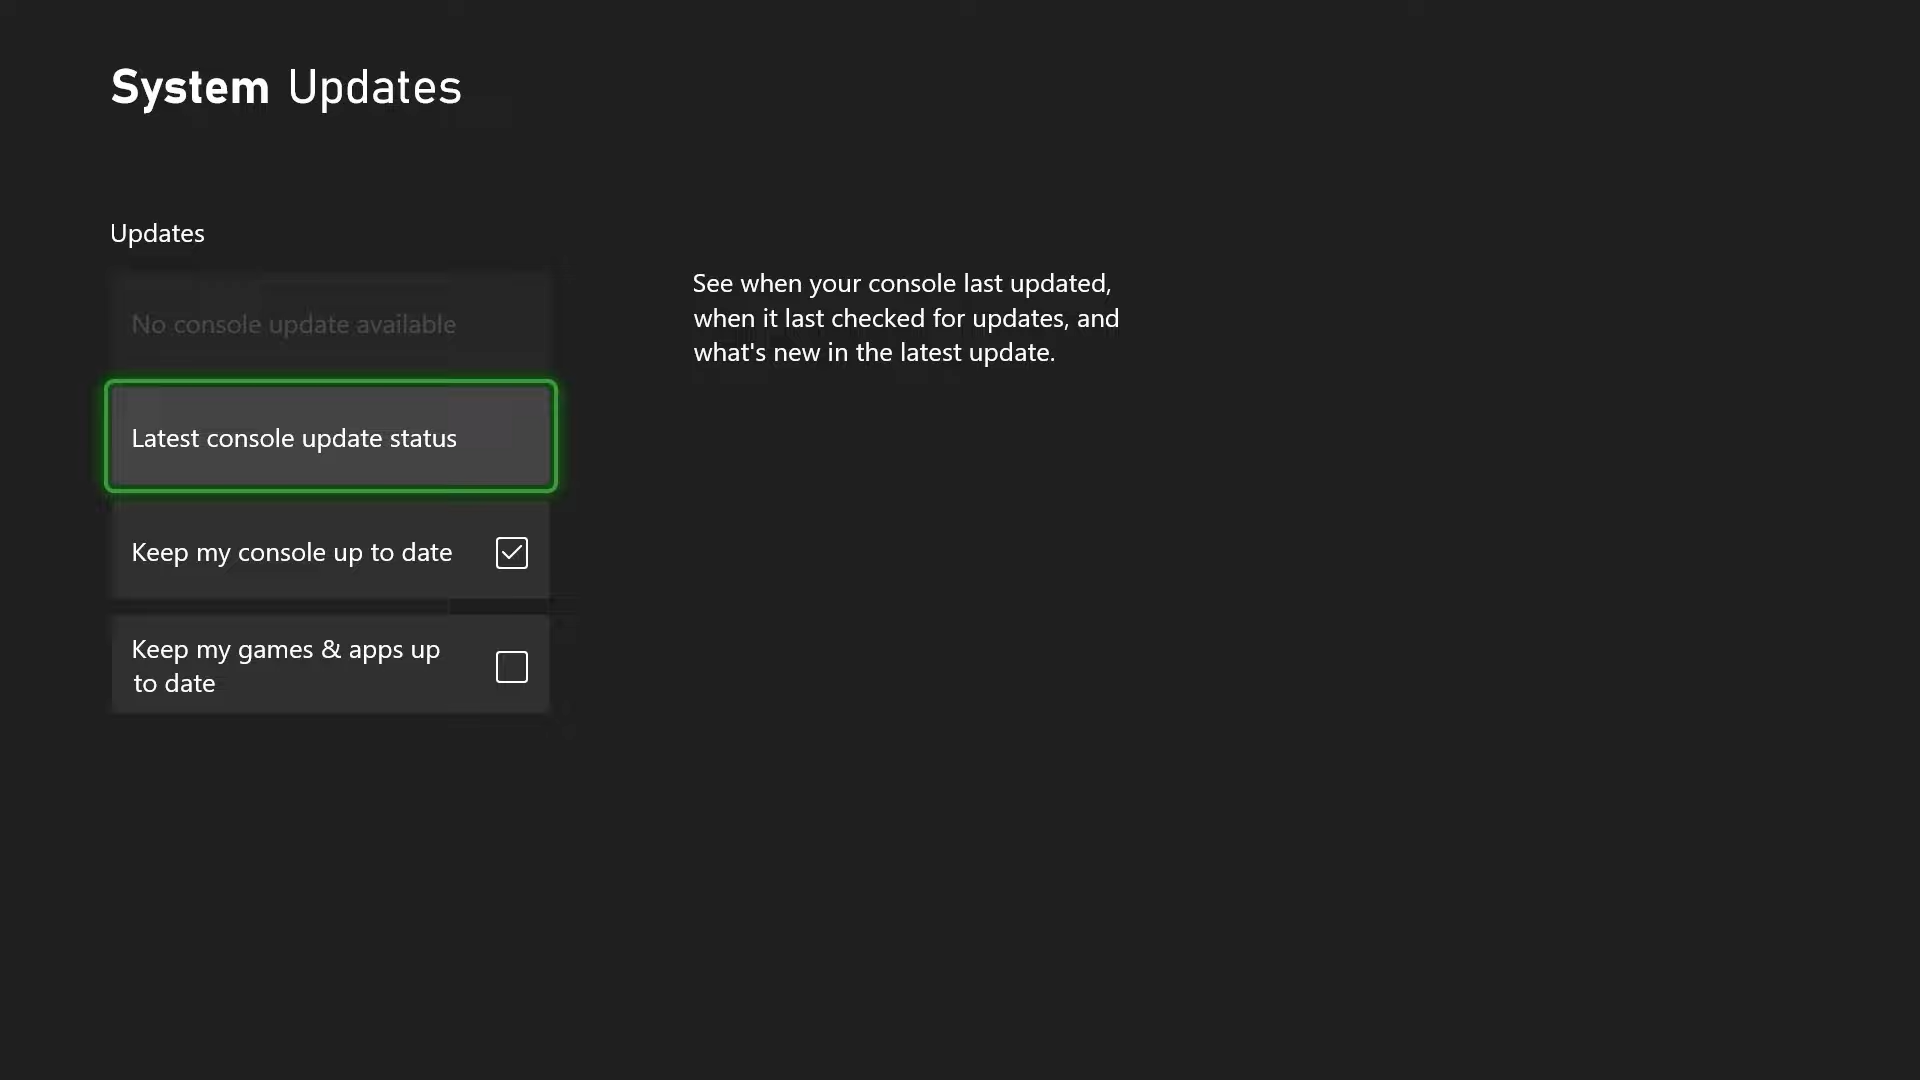 System Updates
Updates
No console update available
Latest console update status
Keep my console up to date
Keep my games & apps up
to date
See when your console last updated,
when it last checked for updates, and
what's new in the latest update.